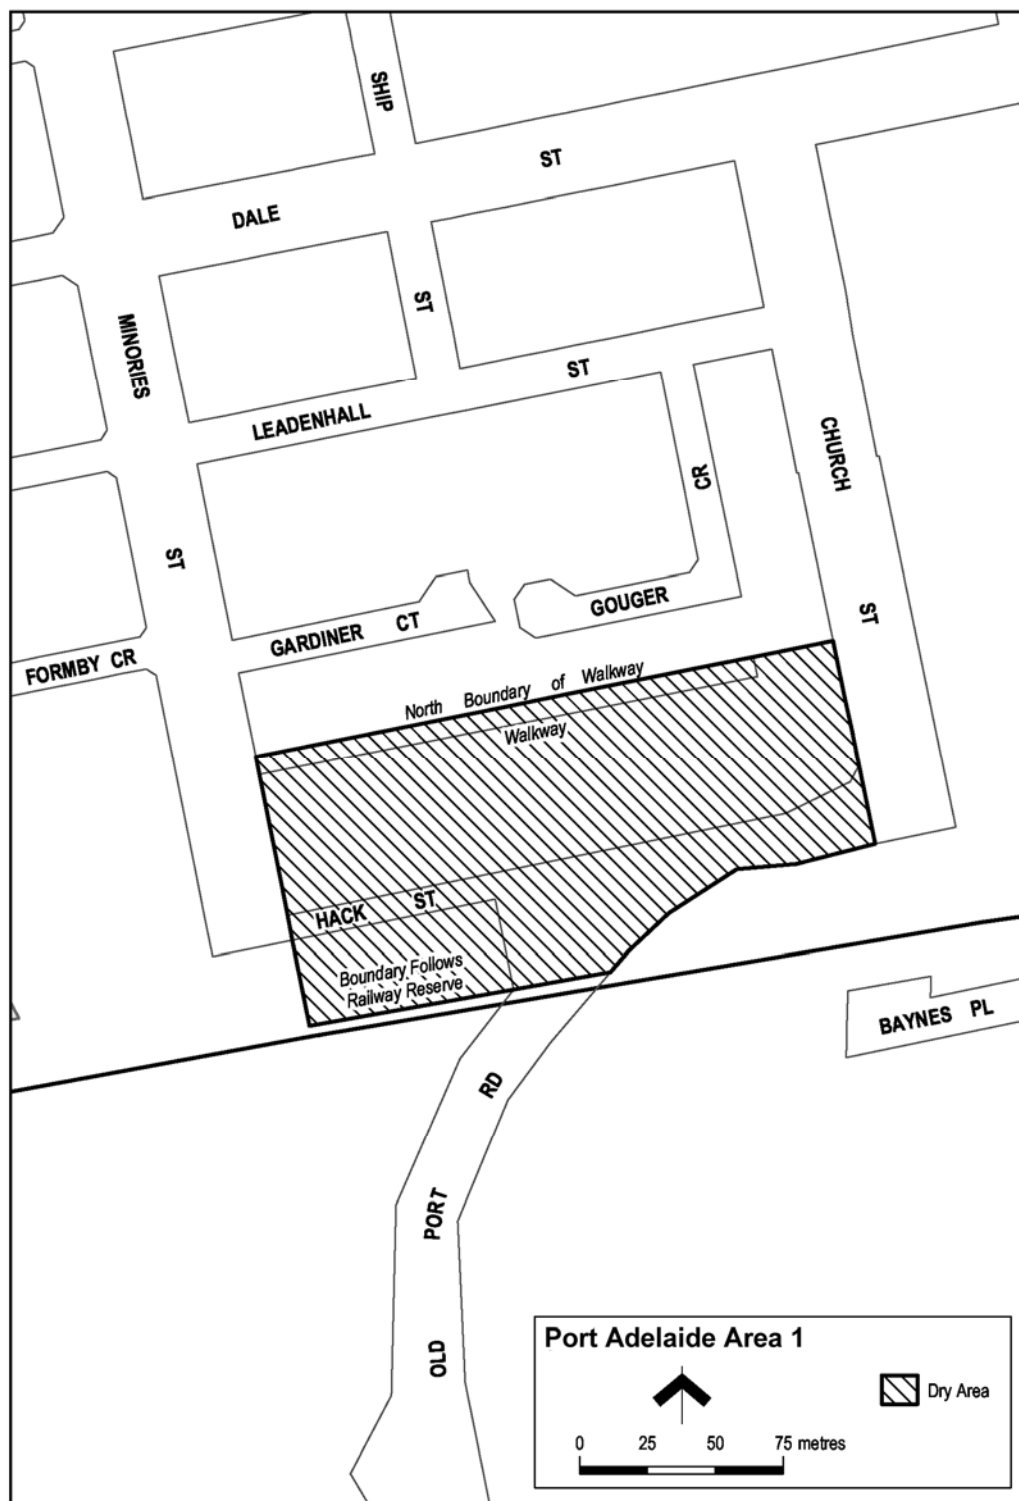 SHIP
ST
DALE
ST
MINORIES
ST
LEADENHALL
CHURCH
CR
ST
GOUGER
ST
GARDINER CT
FORMBY CR
North Boundary of Walkway
Walkway
HACK ST
Boundary Follows
Railway Reserve
BAYNES PL
RD
PORT
OLD
Port Adelaide Area 1
Dry Area
0 25 50 75 metres